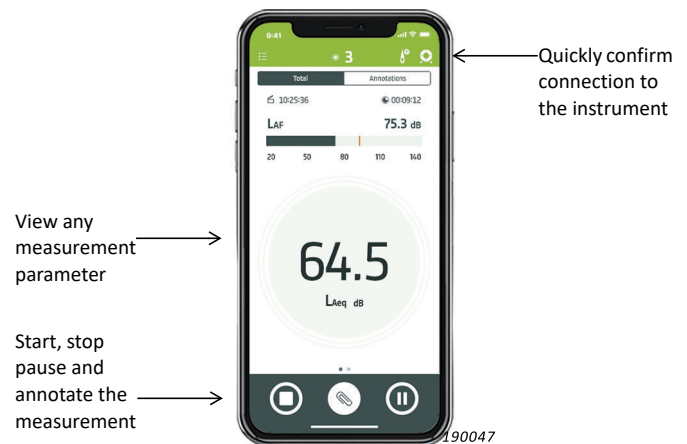 9:41
3
Total Annotations
10:25:36 00:09:12
LAF 75.3 dB
20 50 80 110 140
64.5
LAeq dB
Quickly confirm
connection to
the instrument
View any
measurement
parameter
Start, stop
pause and
annotate the
measurement
190047